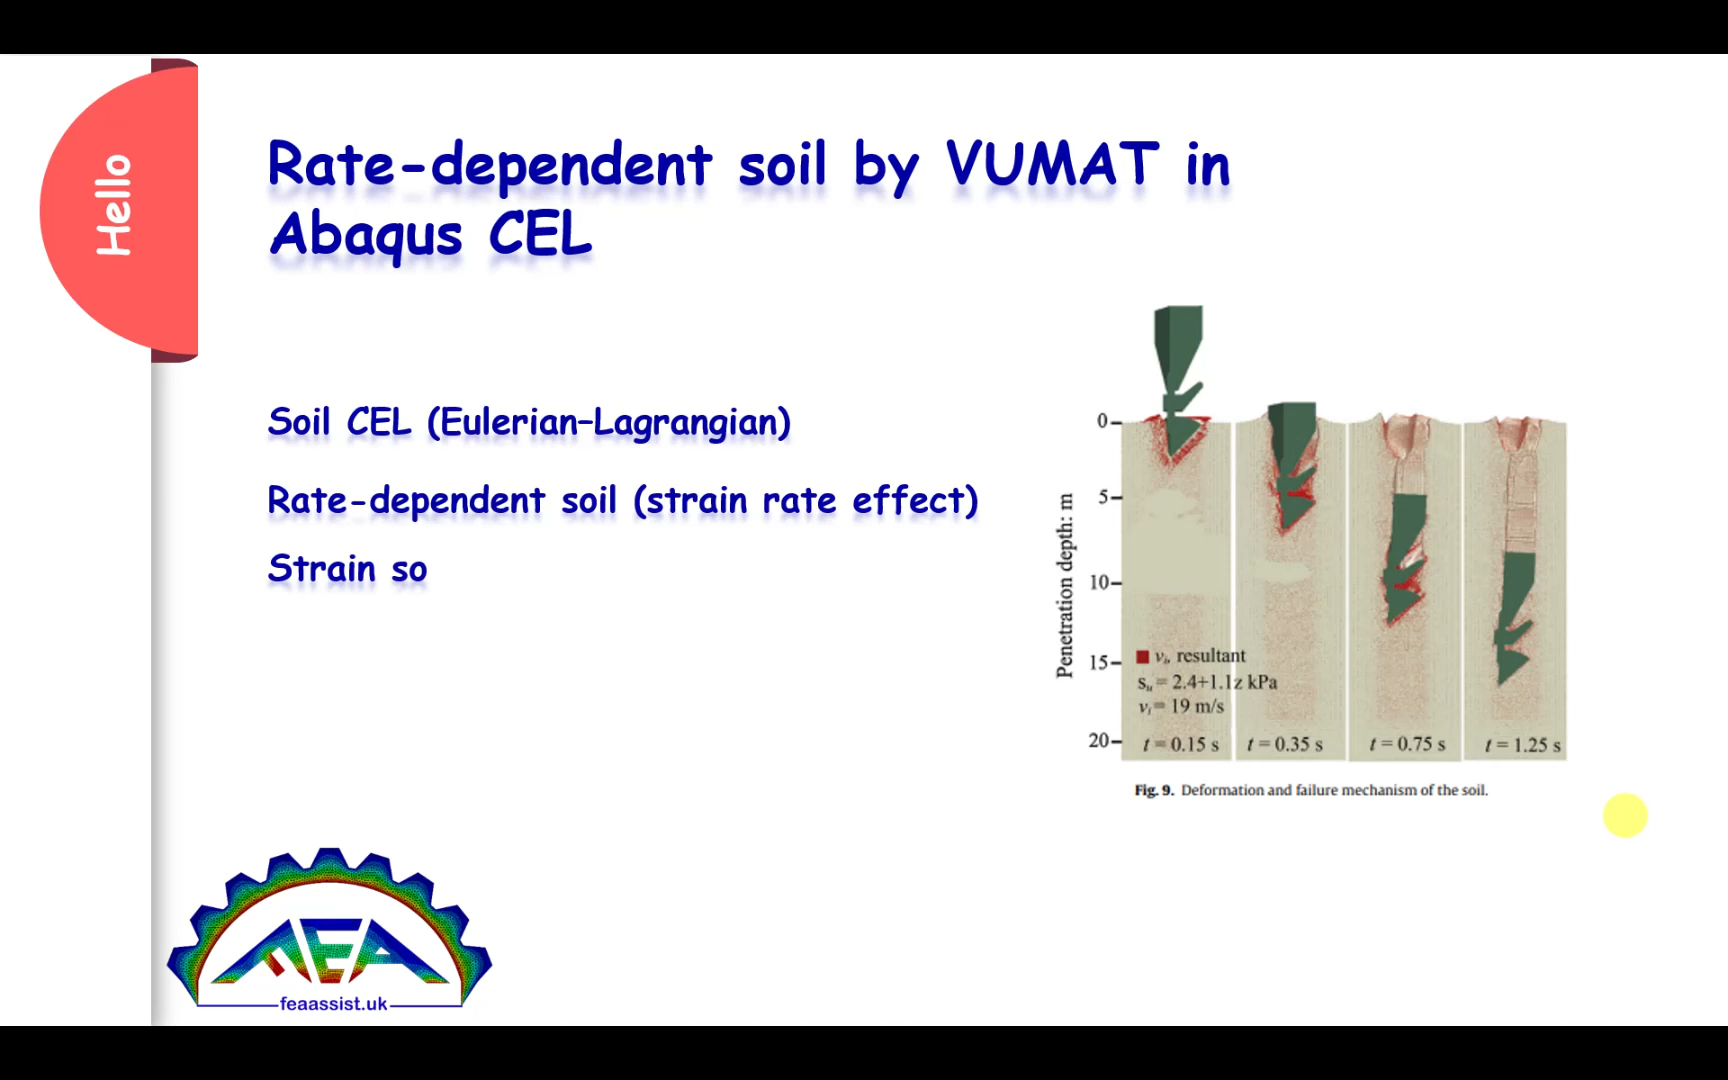 Hello
Rate-dependent soil by VUMAT in
Abaqus CEL
Soil CEL (Eulerian-Lagrangian)
Rate-dependent soil (strain rate effect)
Strain so
Penetration depth: m
0
5
10
15
20
resultant
= 2.4+1.1z kPa
= 19 m/s
t = 0.15 s
t = 0.35 s
t = 0.75 s
t = 1.25 s
Fig. 9. Deformation and failure mechanism of the soil.
FEA
feaassist.uk